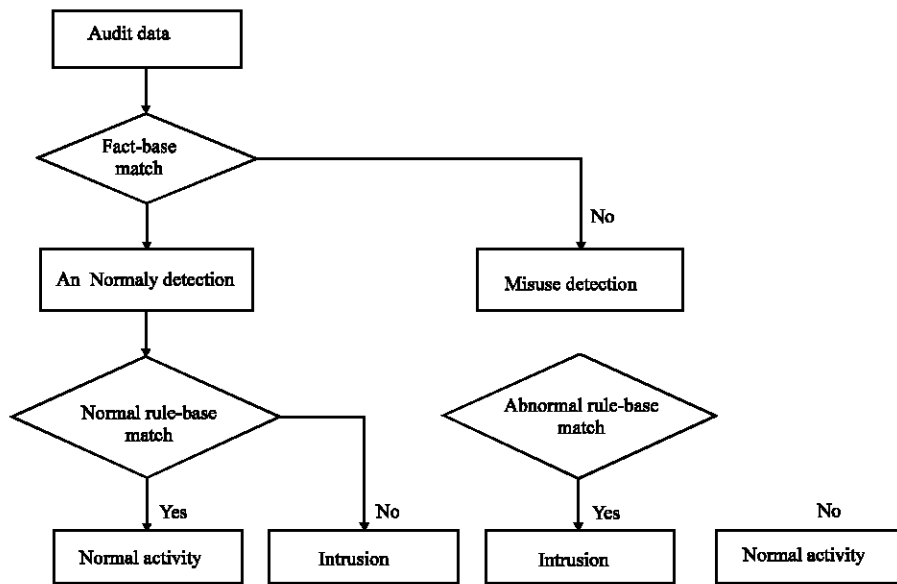 Audit data
Fact-base
match
No
An Normaly detection
Misuse detection
Normal rule-base
match
Abnormal rule-base
match
Yes
No
Yes
No
Normal activity
Intrusion
Intrusion
Normal activity